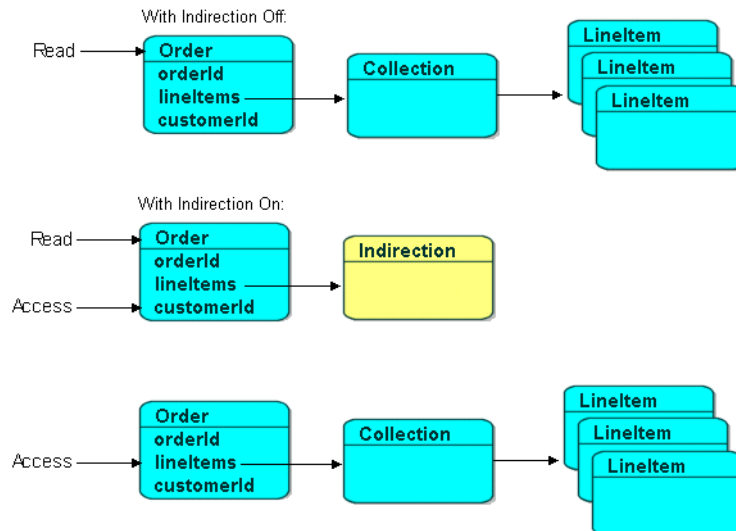 With Indirection Off:
Read
Order
orderId
lineItems
customerId
Collection
LineItem
LineItem
LineItem
With Indirection On:
Read
Access
Order
orderId
lineItems
customerId
Indirection
Access
Order
orderId
lineItems
customerId
Collection
LineItem
LineItem
LineItem